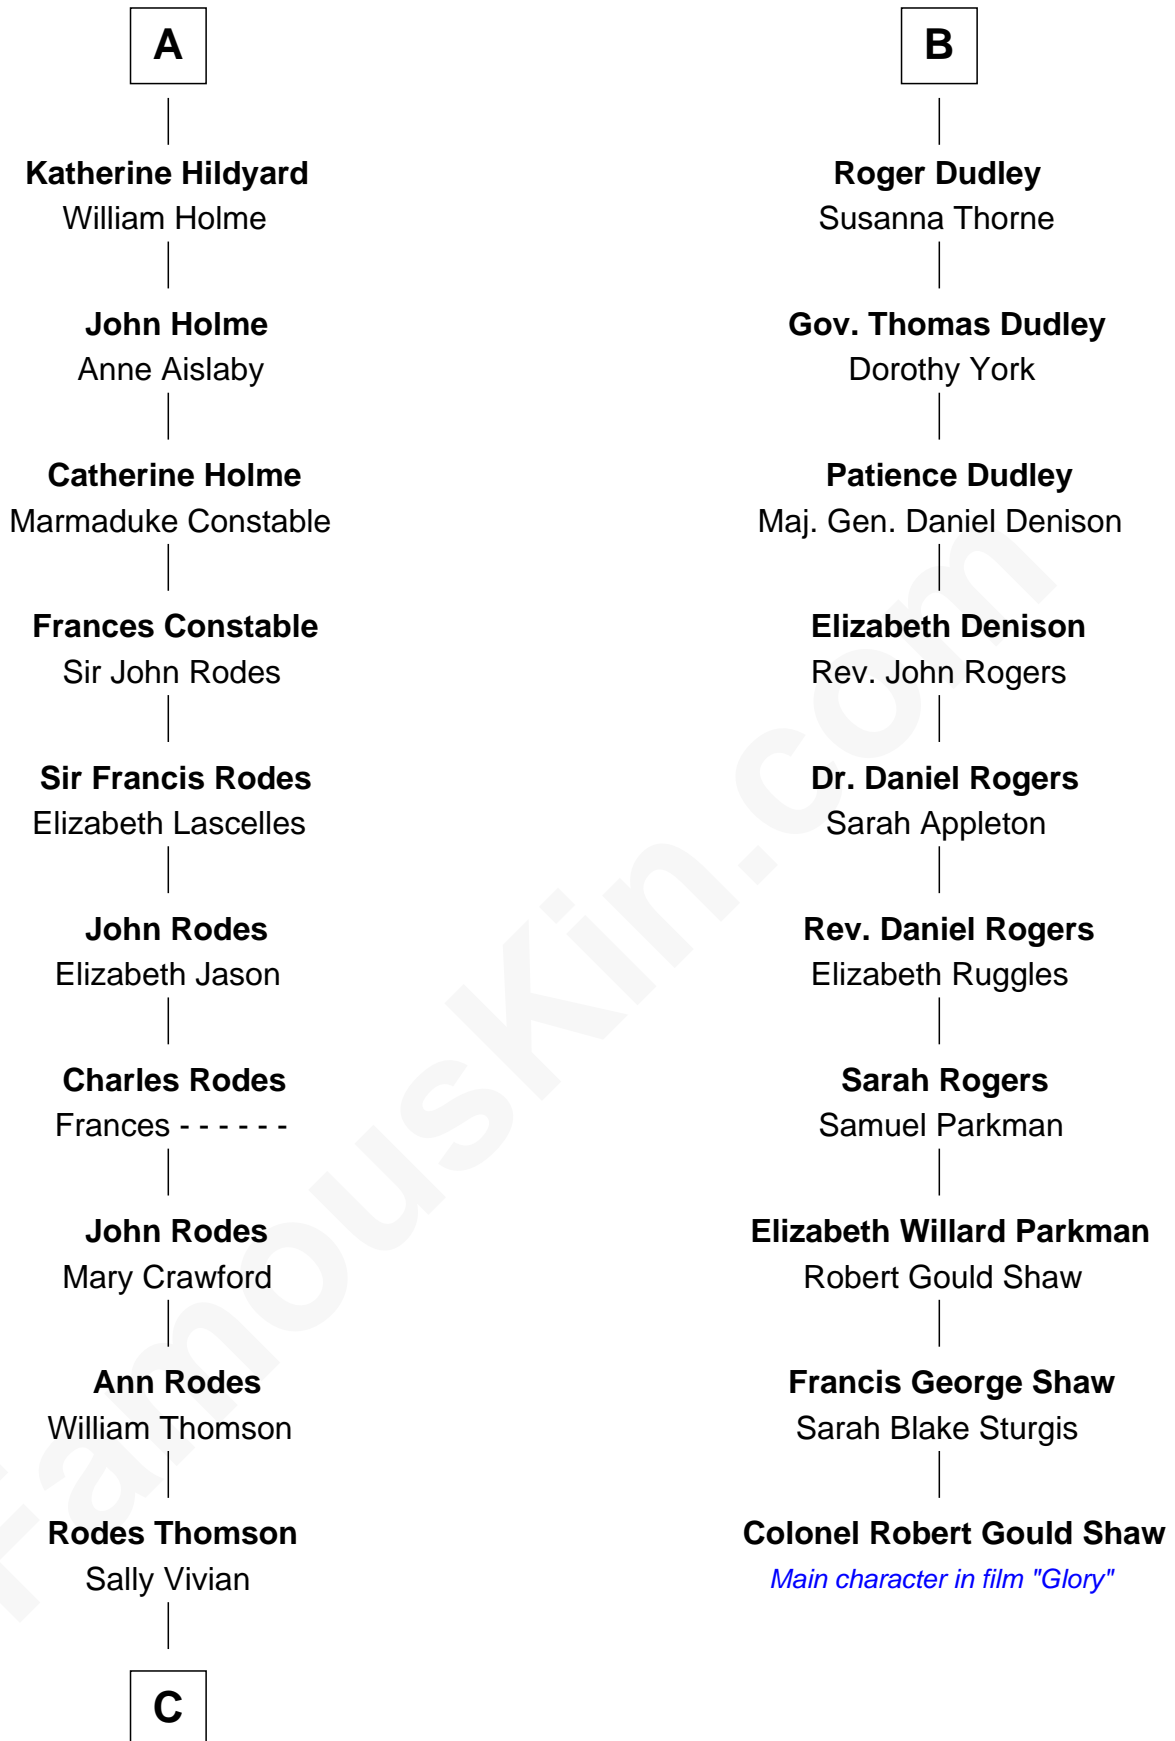 A
Katherine Hildyard
William Holme
John Holme
Anne Aislaby
Catherine Holme
Marmaduke Constable
Frances Constable
Sir John Rodes
Sir Francis Rodes
Elizabeth Lascelles
John Rodes
Elizabeth Jason
Charles Rodes
Frances - - - - - -
John Rodes
Mary Crawford
Ann Rodes
William Thomson
Rodes Thomson
Sally Vivian
C
B
Roger Dudley
Susanna Thorne
Gov. Thomas Dudley
Dorothy York
Patience Dudley
Maj. Gen. Daniel Denison
Elizabeth Denison
Rev. John Rogers
Dr. Daniel Rogers
Sarah Appleton
Rev. Daniel Rogers
Elizabeth Ruggles
Sarah Rogers
Samuel Parkman
Elizabeth Willard Parkman
Robert Gould Shaw
Francis George Shaw
Sarah Blake Sturgis
Colonel Robert Gould Shaw
Main character in film "Glory"
FamousKin.com